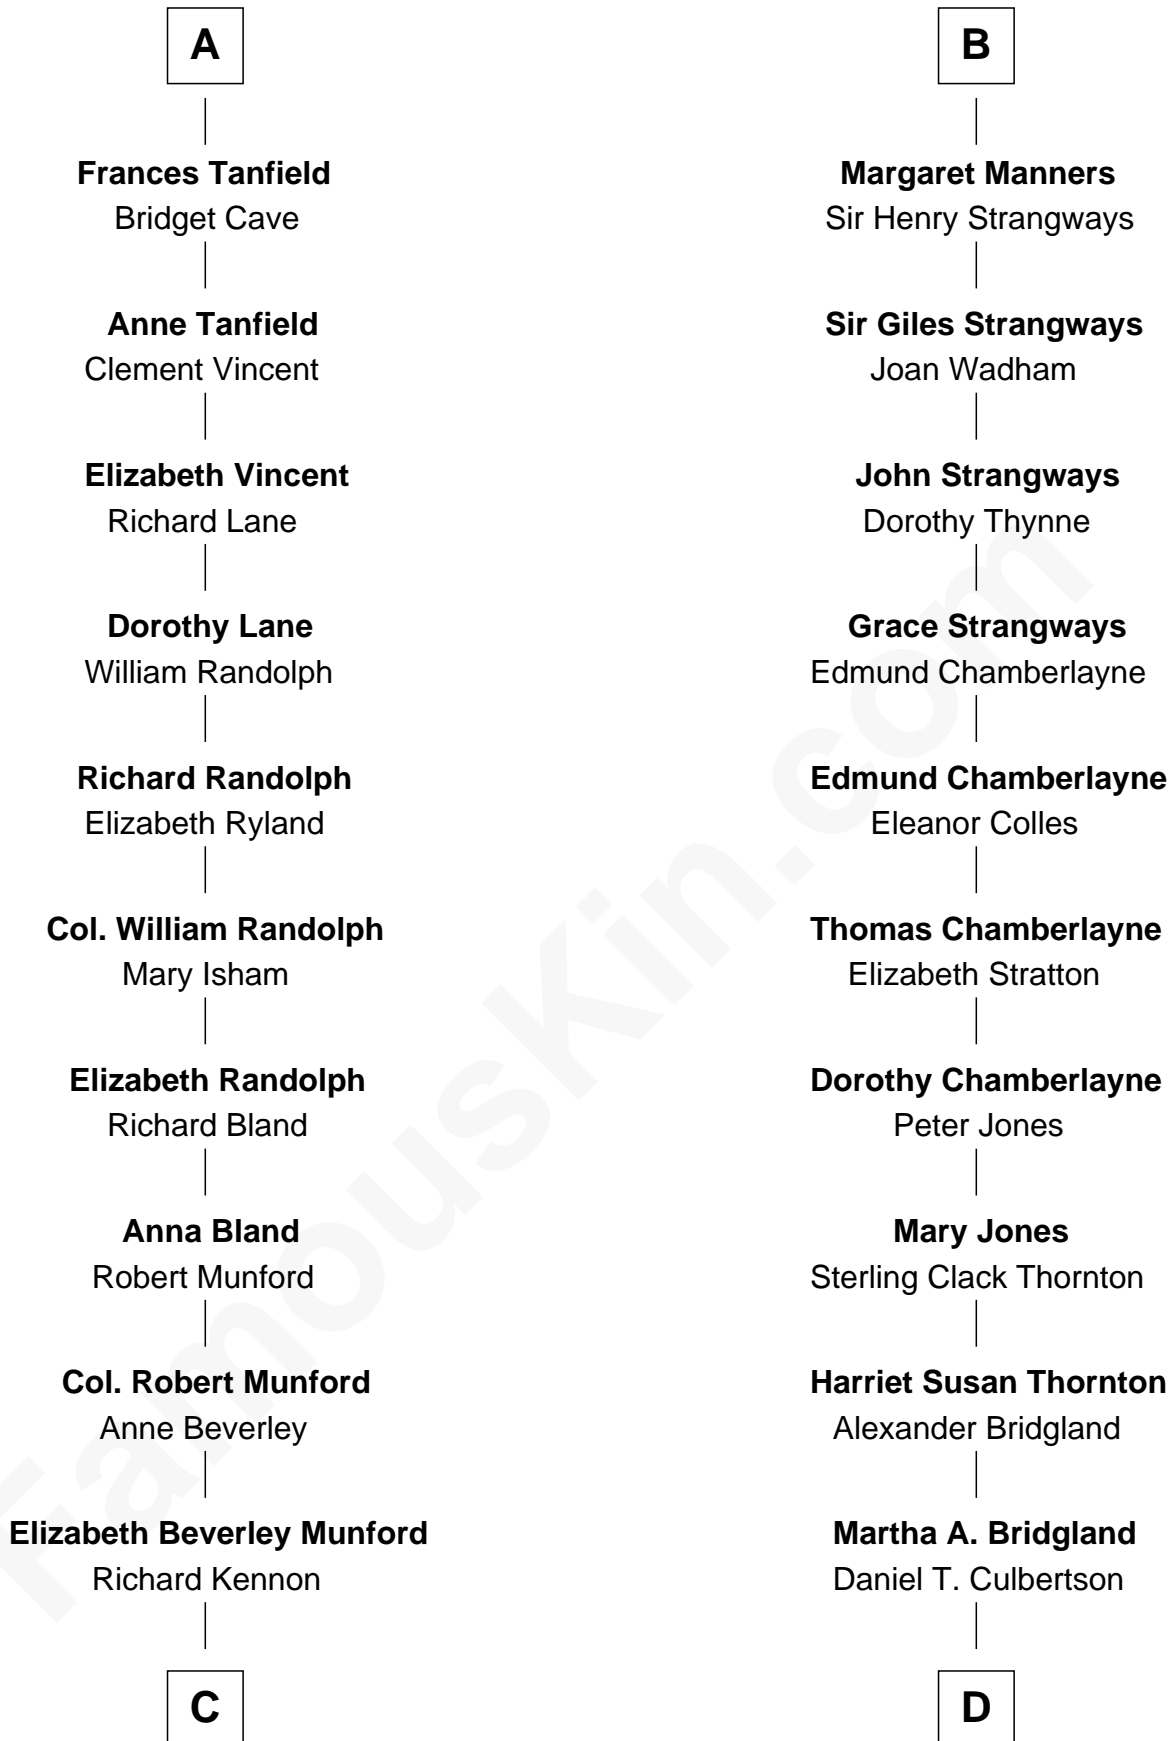 A
Frances Tanfield
Bridget Cave
Anne Tanfield
Clement Vincent
Elizabeth Vincent
Richard Lane
Dorothy Lane
William Randolph
Richard Randolph
Elizabeth Ryland
Col. William Randolph
Mary Isham
Elizabeth Randolph
Richard Bland
Anna Bland
Robert Munford
Col. Robert Munford
Anne Beverley
Elizabeth Beverley Munford
Richard Kennon
C
B
Margaret Manners
Sir Henry Strangways
Sir Giles Strangways
Joan Wadham
John Strangways
Dorothy Thynne
Grace Strangways
Edmund Chamberlayne
Edmund Chamberlayne
Eleanor Colles
Thomas Chamberlayne
Elizabeth Stratton
Dorothy Chamberlayne
Peter Jones
Mary Jones
Sterling Clack Thornton
Harriet Susan Thornton
Alexander Bridgland
Martha A. Bridgland
Daniel T. Culbertson
D
FamousKin.com